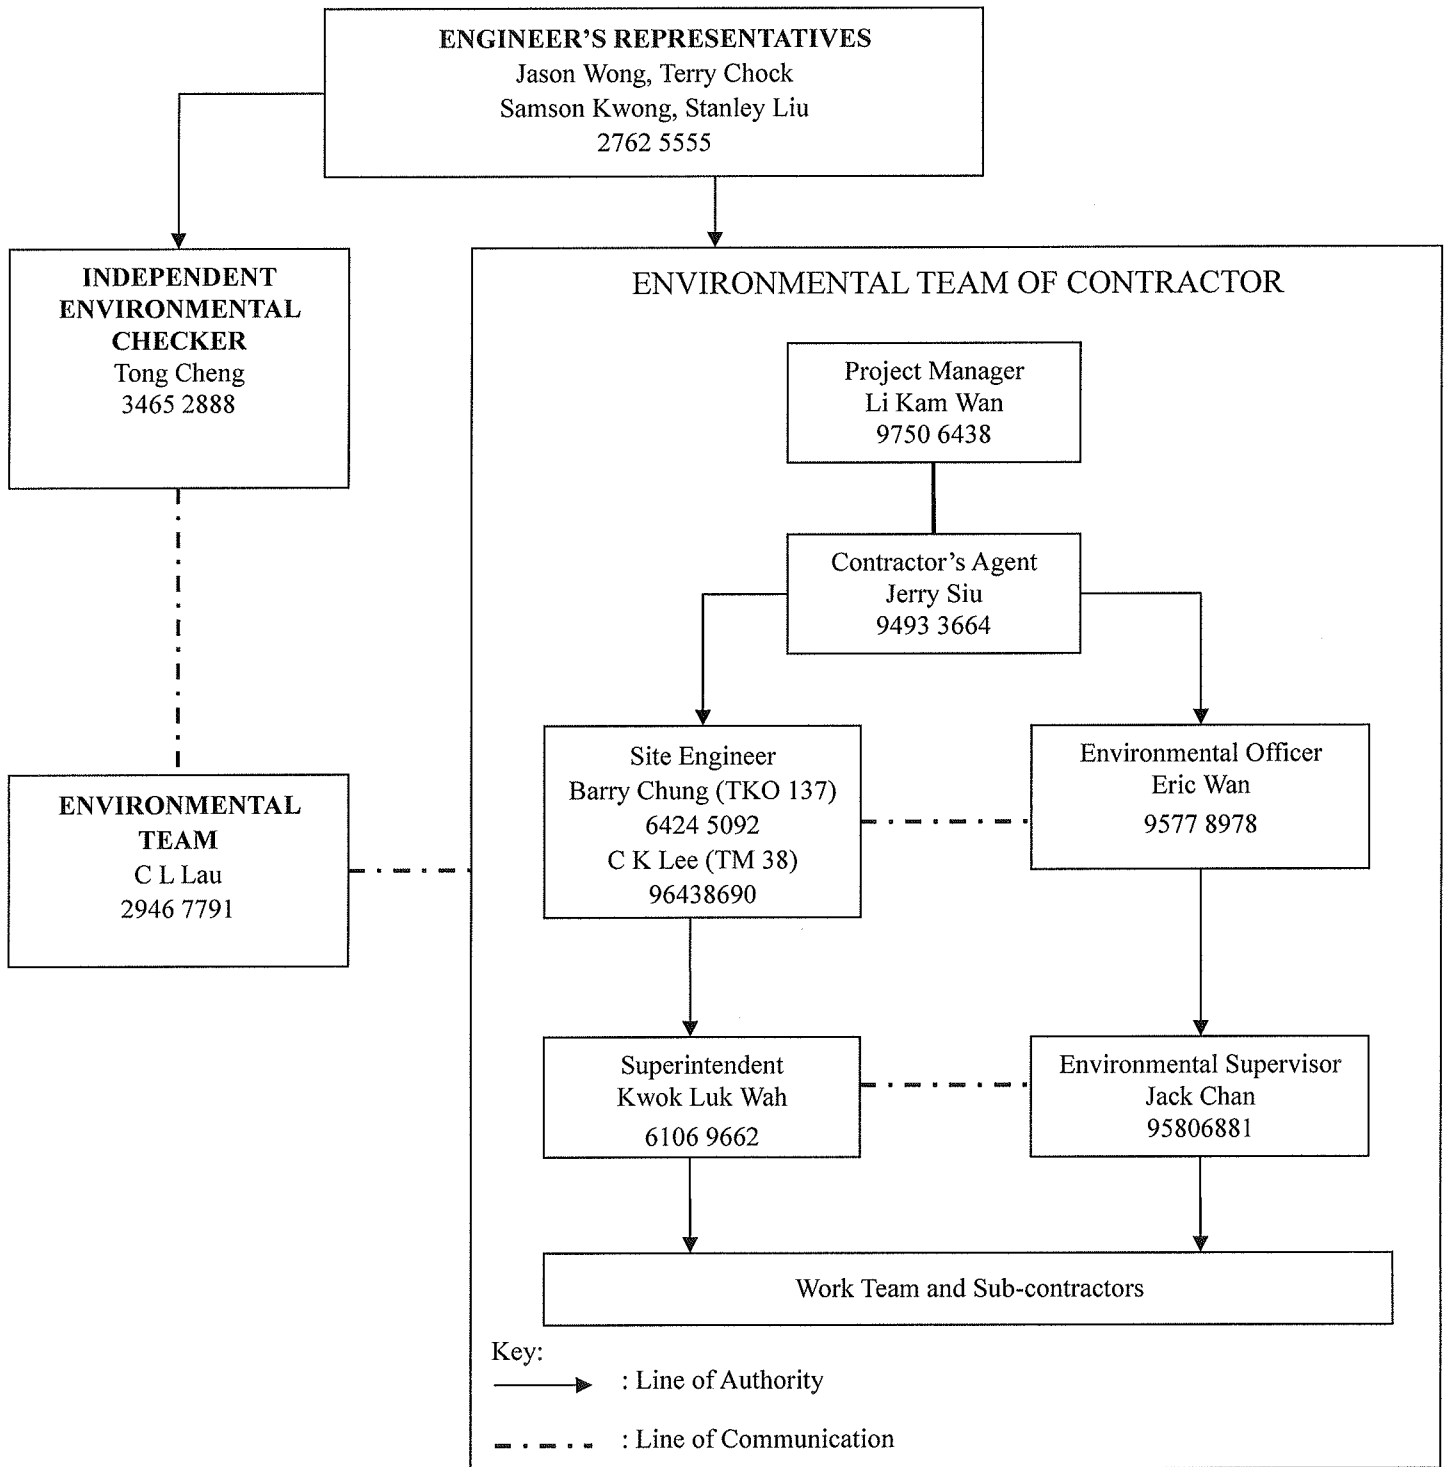 ENGINEER’S REPRESENTATIVES
Jason Wong, Terry Chock
Samson Kwong, Stanley Liu
2762 5555
INDEPENDENT
ENVIRONMENTAL
CHECKER
Tong Cheng
3465 2888
ENVIRONMENTAL
TEAM
C L Lau
2946 7791
ENVIRONMENTAL TEAM OF CONTRACTOR
Project Manager
Li Kam Wan
9750 6438
Contractor’s Agent
Jerry Siu
9493 3664
Site Engineer
Barry Chung (TKO 137)
6424 5092
C K Lee (TM 38)
96438690
Environmental Officer
Eric Wan
9577 8978
Superintendent
Kwok Luk Wah
6106 9662
Environmental Supervisor
Jack Chan
95806881
Work Team and Sub-contractors
Key:
: Line of Authority
: Line of Communication